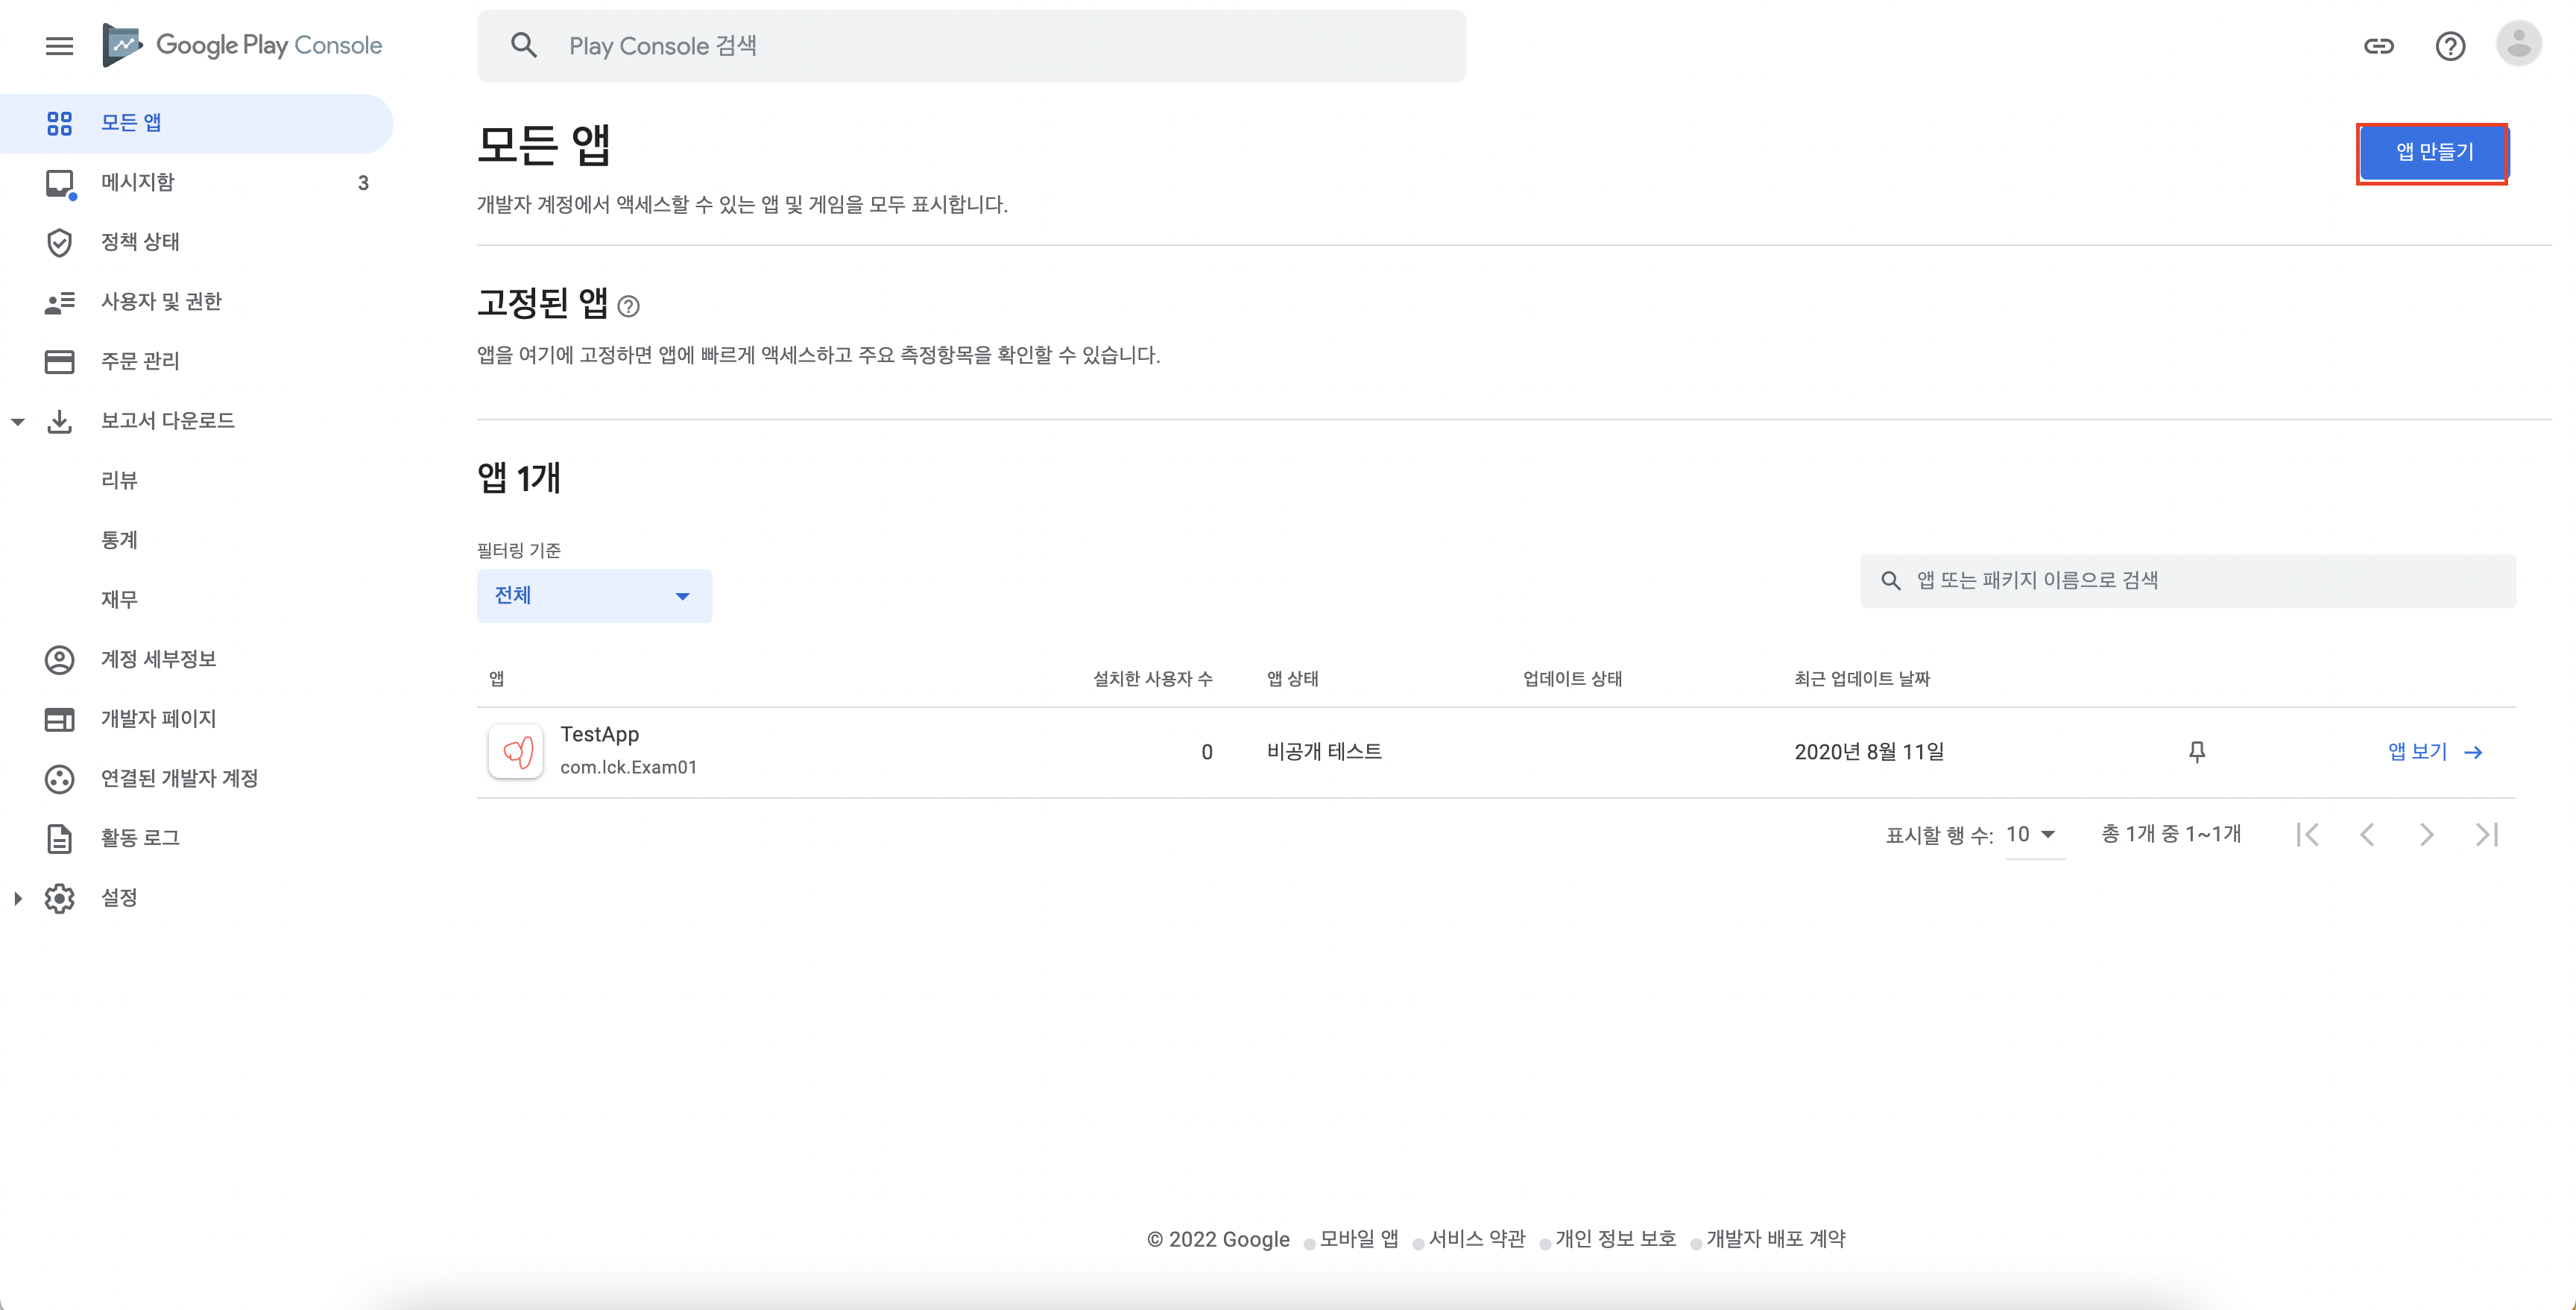 Google Play Console
Play Console 검색
모든 앱
메시지함 3
정책 상태
사용자 및 권한
주문 관리
보고서 다운로드
리뷰
통계
재무
계정 세부정보
개발자 페이지
연결된 개발자 계정
활동 로그
설정
모든 앱
앱 만들기
개발자 계정에서 액세스할 수 있는 앱 및 게임을 모두 표시합니다.
고정된 앱
앱을 여기에 고정하면 앱에 빠르게 액세스하고 주요 측정항목을 확인할 수 있습니다.
앱 1개
필터링 기준
전체
앱 또는 패키지 이름으로 검색
앱 설치한 사용자 수 앱 상태 업데이트 상태 최근 업데이트 날짜
TestApp
com.lck.Exam01
0 비공개 테스트 2020년 8월 11일 앱 보기
표시할 행 수: 10 총 1개 중 1~1개
© 2022 Google 모바일 앱 서비스 약관 개인 정보 보호 개발자 배포 계약